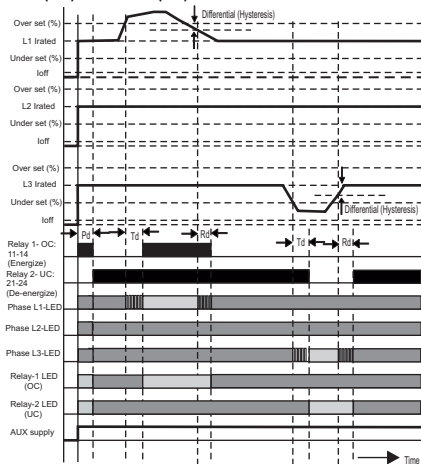 Differential (Hysteresis)
Over set (%)
L1 Irated
Under set (%)
Ioff
Over set (%)
L2 Irated
Under set (%)
Ioff
Over set (%)
L3 Irated
Under set (%)
Differential (Hysteresis)
Ioff
Pd
Td
Rd
Td
Rd
Relay 1- OC:
11-14
(Energize)
Relay 2- UC:
21-24
(De-energize)
Phase L1-LED
Phase L2-LED
Phase L3-LED
Relay-1 LED
(OC)
Relay-2 LED
(UC)
AUX supply
Time